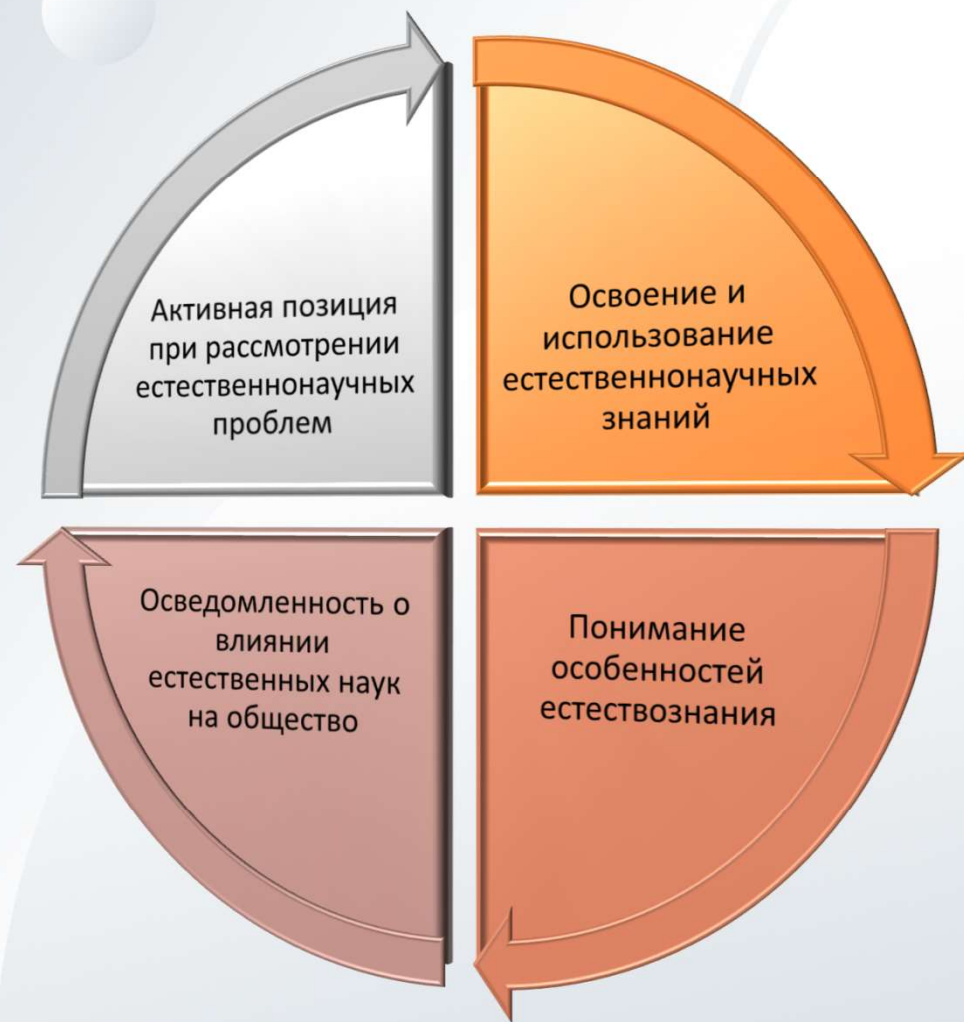 Активная позиция
при рассмотрении
естественнонаучных
проблем
Освоение и
использование
естественнонаучных
знаний
Осведомленность о
влиянии
естественных наук
на общество
Понимание
особенностей
естествознания